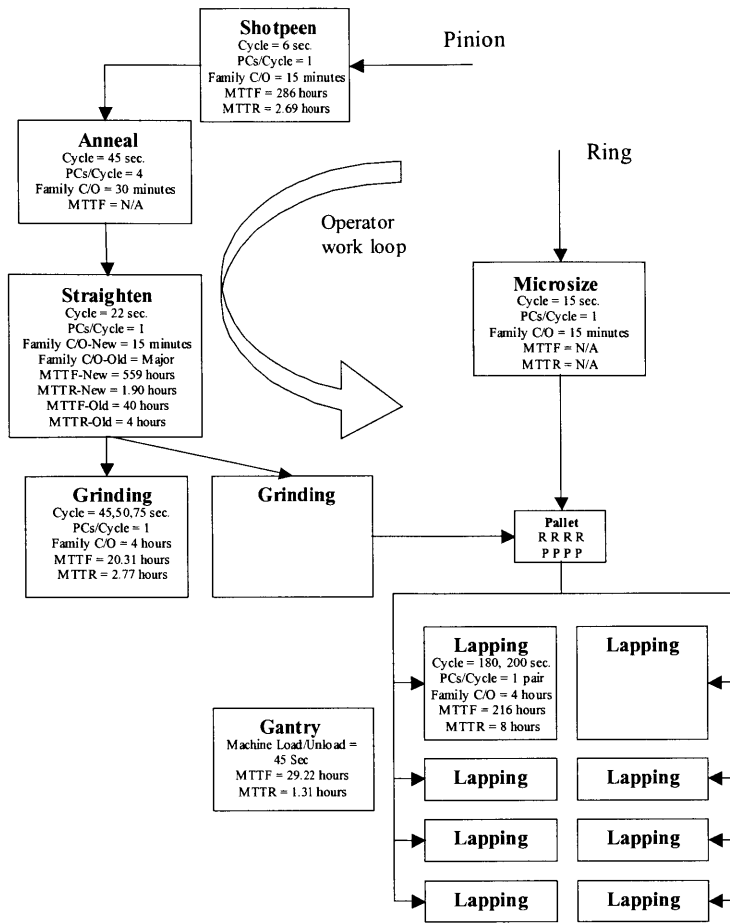 Shotpeen
Cycle = 6 sec.
PCs/Cycle = 1
Family C/O = 15 minutes
MTTF = 286 hours
MTTR = 2.69 hours
Pinion
Anneal
Cycle = 45 sec.
PCs/Cycle = 4
Family C/O = 30 minutes
MTTF = N/A
Ring
Operator
work loop
Straighten
Cycle = 22 sec.
PCs/Cycle = 1
Family C/O-New = 15 minutes
Family C/O-Old = Major
MTTF-New = 559 hours
MTTR-New = 1.90 hours
MTTF-Old = 40 hours
MTTR-Old = 4 hours
Microsize
Cycle = 15 sec.
PCs/Cycle = 1
Family C/O = 15 minutes
MTTF = N/A
MTTR = N/A
Grinding
Cycle = 45,50,75 sec.
PCs/Cycle = 1
Family C/O = 4 hours
MTTF = 20.31 hours
MTTR = 2.77 hours
Grinding
Pallet
R R R R
P P P P
Lapping
Cycle = 180, 200 sec.
PCs/Cycle = 1 pair
Family C/O = 4 hours
MTTF = 216 hours
MTTR = 8 hours
Lapping
Gantry
Machine Load/Unload =
45 Sec
MTTF = 29.22 hours
MTTR = 1.31 hours
Lapping
Lapping
Lapping
Lapping
Lapping
Lapping